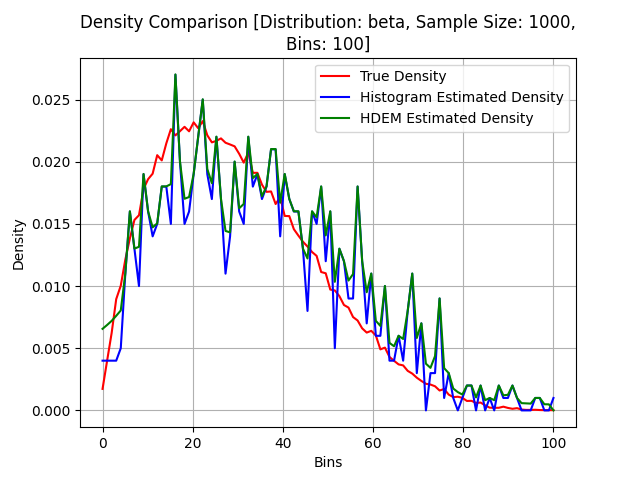 Density Comparison [Distribution: beta, Sample Size: 1000,
Bins: 100]
True Density
Histogram Estimated Density
HDEM Estimated Density
Density
0.025
0.020
0.015
0.010
0.005
0.000
0 20 40 60 80 100
Bins